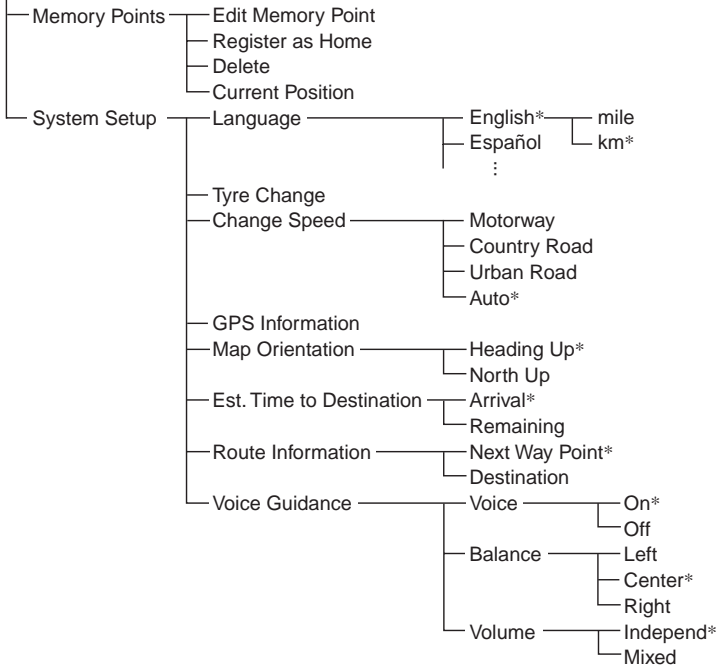 Memory Points Edit Memory Point
Register as Home
Delete
Current Position
System Setup Language English* mile
Español km*
⋮
Tyre Change
Change Speed Motorway
Country Road
Urban Road
Auto*
GPS Information
Map Orientation Heading Up*
North Up
Est. Time to Destination Arrival*
Remaining
Route Information Next Way Point*
Destination
Voice Guidance Voice On*
Off
Balance Left
Center*
Right
Volume Independ*
Mixed